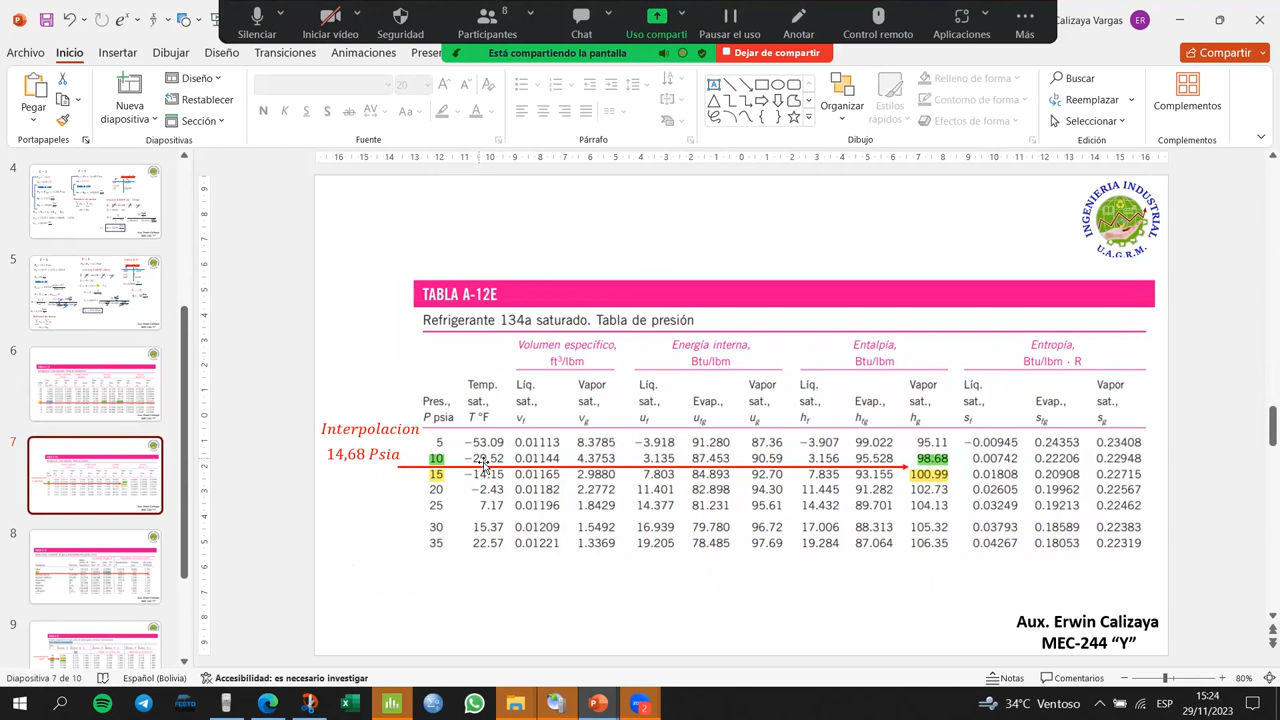 Calizaya Vargas
ER
Silenciar
Iniciar vídeo
Seguridad
Participantes
8
Chat
Uso comparti
Pausar el uso
Anotar
Control remoto
Aplicaciones
Más
Archivo
Inicio
Insertar
Dibujar
Diseño
Transiciones
Animaciones
Presen
Está compartiendo la pantalla
Dejar de compartir
Compartir
Pegar
Nueva
diapositiva
Diseño
Restablecer
Sección
Relleno de forma
Contorno de forma
Efectos de forma
Organizar
Estilos
rápidos
Buscar
Reemplazar
Seleccionar
Complementos
Portapapeles
Diapositivas
Fuente
Párrafo
Dibujo
Edición
Complementos
4
5
7
8
9
INGENIERIA INDUSTRIAL
U.A.G.R.M.
TABLA A-12E
Refrigerante 134a saturado. Tabla de presión
Volumen específico, Energía interna, Entalpía, Entropía,
ft³/lbm Btu/lbm Btu/lbm Btu/lbm · R
Temp. Líq. Vapor Líq. Vapor Líq. Vapor Líq. Vapor
Pres., sat., sat., sat., sat., Evap., sat., sat., Evap., sat., sat., Evap., sat.,
P psia T °F vf vg uf ufg hf hfg hg sf sfg sg
Interpolacion
14,68 Psia
5 −53.09 0.01113 8.3785 −3.918 91.280 87.36 −3.907 99.022 95.11 −0.00945 0.24353 0.23408
10 0.01144 4.3753 3.135 87.453 3.156 95.528 98.68 0.00742 0.22206 0.22948
15 −14.15 0.01165 2.9880 7.803 84.893 92.70 7.835 93.155 100.99 0.01808 0.20908 0.22715
20 −2.43 0.01182 2.2772 11.401 82.898 94.30 11.445 91.282 102.73 0.02605 0.19962 0.22567
25 7.17 0.01196 1.8429 14.377 81.231 95.61 14.432 89.701 104.13 0.03249 0.19213 0.22462
30 15.37 0.01209 1.5492 16.939 79.780 96.72 17.006 88.313 105.32 0.03793 0.18589 0.22383
35 22.57 0.01221 1.3369 19.205 78.485 97.69 19.284 87.064 106.35 0.04267 0.18053 0.22319
Aux. Erwin Calizaya
MEC-244 “Y”
Diapositiva 7 de 10
Español (Bolivia)
Accesibilidad: es necesario investigar
Notas
Comentarios
80%
34°C Ventoso
ESP
15:24
29/11/2023